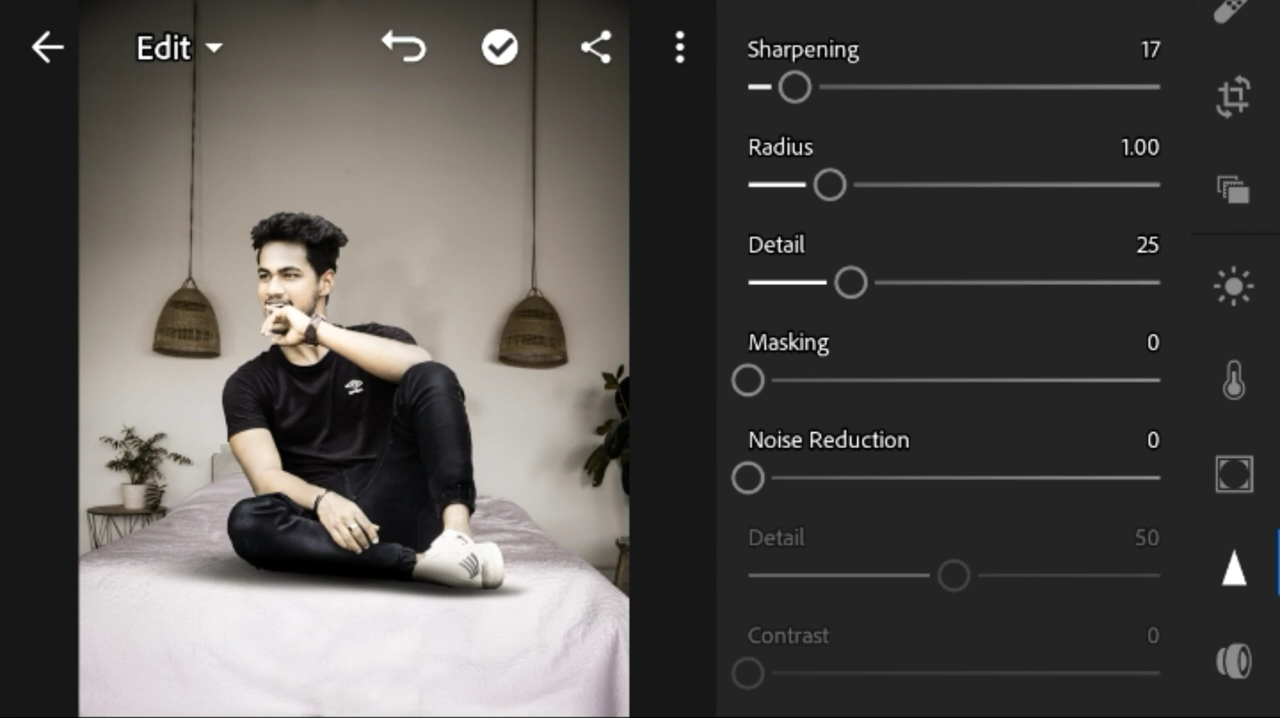 Edit
Sharpening 17
Radius 1.00
Detail 25
Masking 0
Noise Reduction 0
Detail 50
Contrast 0